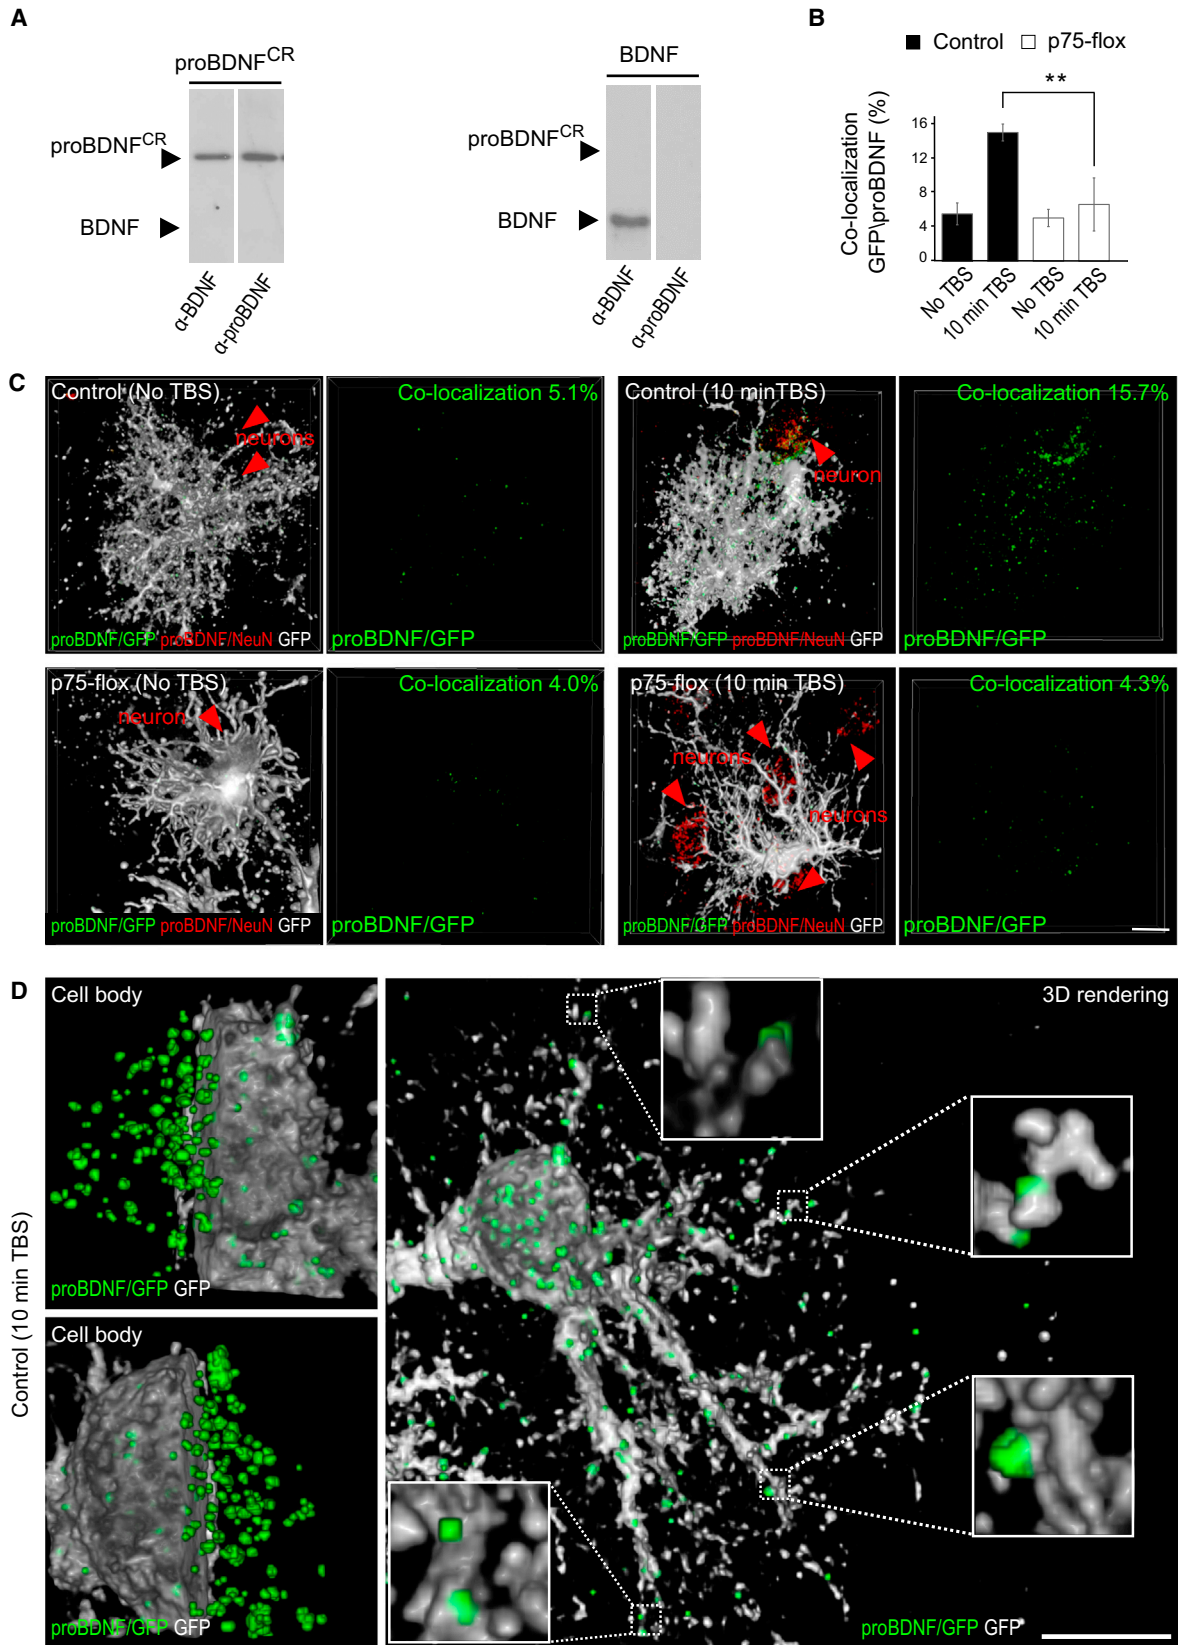 A
proBDNF^CR
proBDNF^CR
BDNF
α-BDNF
α-proBDNF
BDNF
proBDNF^CR
BDNF
α-BDNF
α-proBDNF
B
Control p75-flox
**
Co-localization
GFP\proBDNF (%)
16
12
8
4
0
No TBS
10 min TBS
No TBS
10 min TBS
C
Control (No TBS)
neurons
proBDNF/GFP proBDNF/NeuN GFP
Co-localization 5.1%
proBDNF/GFP
Control (10 minTBS)
neuron
proBDNF/GFP proBDNF/NeuN GFP
Co-localization 15.7%
proBDNF/GFP
p75-flox (No TBS)
neuron
proBDNF/GFP proBDNF/NeuN GFP
Co-localization 4.0%
proBDNF/GFP
p75-flox (10 min TBS)
neurons
neurons
proBDNF/GFP proBDNF/NeuN GFP
Co-localization 4.3%
proBDNF/GFP
D
Control (10 min TBS)
Cell body
proBDNF/GFP GFP
Cell body
proBDNF/GFP GFP
3D rendering
proBDNF/GFP GFP